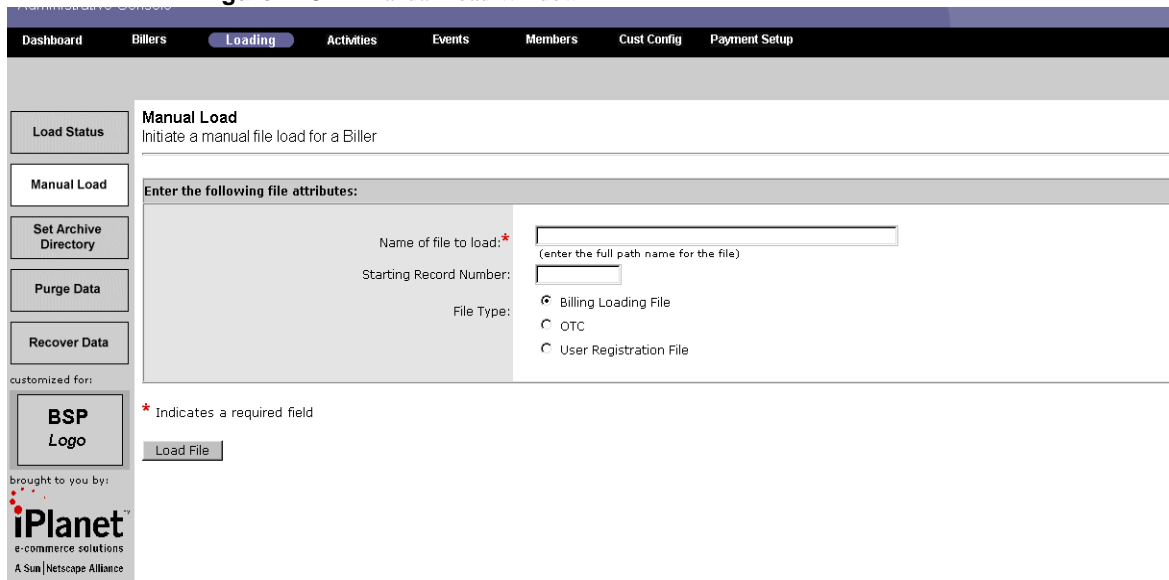 Administrative Console
Dashboard Billers Loading Activities Events Members Cust Config Payment Setup
Load Status
Manual Load
Set Archive
Directory
Purge Data
Recover Data
customized for:
BSP
Logo
brought to you by:
iPlanet™
e-commerce solutions
A Sun|Netscape Alliance
Manual Load
Initiate a manual file load for a Biller
Enter the following file attributes:
Name of file to load:*
(enter the full path name for the file)
Starting Record Number:
File Type:
Billing Loading File
OTC
User Registration File
* Indicates a required field
Load File